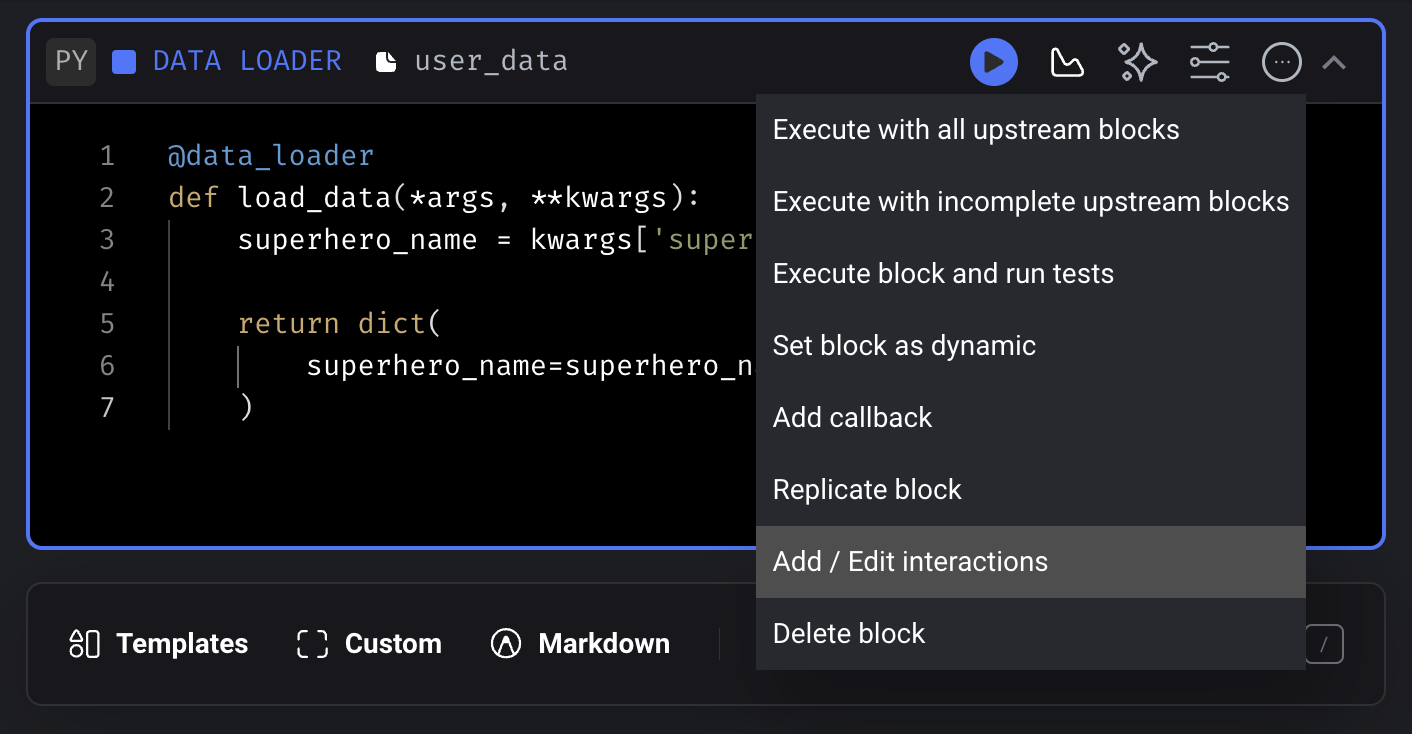 PY DATA LOADER user_data
1 @data_loader
2 def load_data(*args, **kwargs):
3 superhero_name = kwargs['super
4
5 return dict(
6 superhero_name=superhero_n
7 )
Execute with all upstream blocks
Execute with incomplete upstream blocks
Execute block and run tests
Set block as dynamic
Add callback
Replicate block
Add / Edit interactions
Delete block
Templates Custom Markdown /